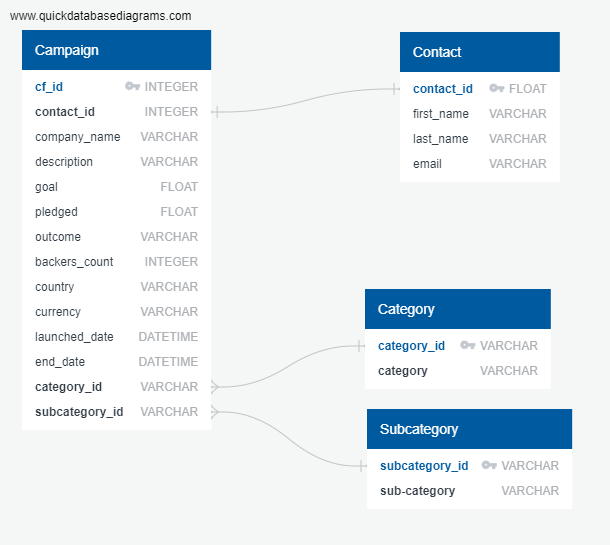 www.quickdatabasediagrams.com
Campaign
cf_id INTEGER
contact_id INTEGER
company_name VARCHAR
description VARCHAR
goal FLOAT
pledged FLOAT
outcome VARCHAR
backers_count INTEGER
country VARCHAR
currency VARCHAR
launched_date DATETIME
end_date DATETIME
category_id VARCHAR
subcategory_id VARCHAR
Contact
contact_id FLOAT
first_name VARCHAR
last_name VARCHAR
email VARCHAR
Category
category_id VARCHAR
category VARCHAR
Subcategory
subcategory_id VARCHAR
sub-category VARCHAR